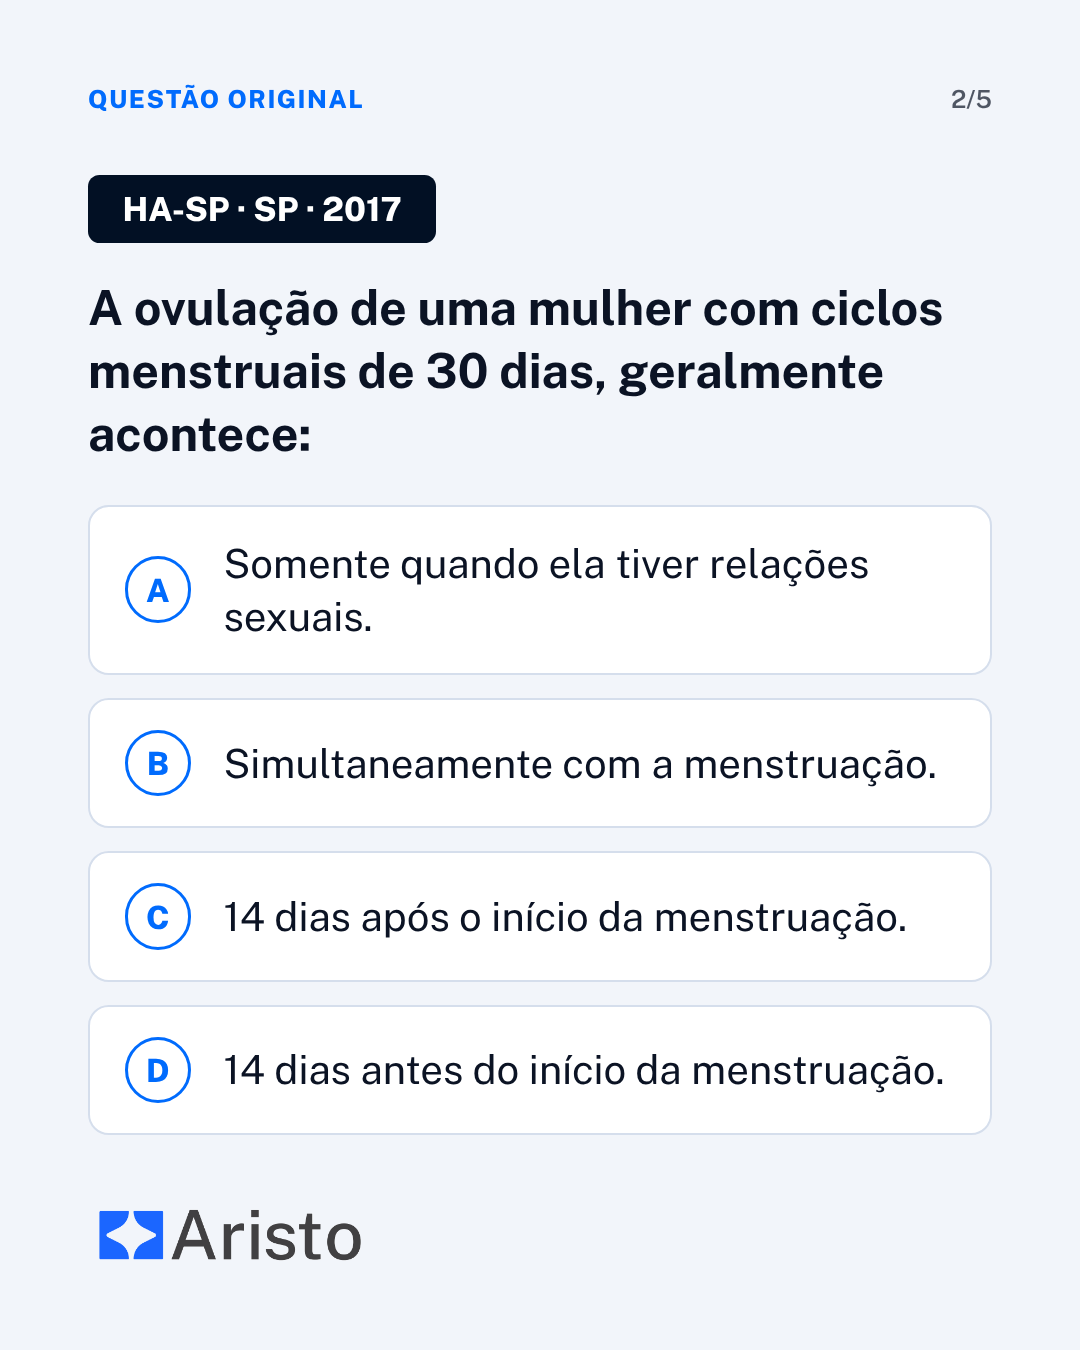 QUESTÃO ORIGINAL
2/5
HA-SP · SP · 2017
A ovulação de uma mulher com ciclos
menstruais de 30 dias, geralmente
acontece:
A
Somente quando ela tiver relações
sexuais.
B
Simultaneamente com a menstruação.
C
14 dias após o início da menstruação.
D
14 dias antes do início da menstruação.
Aristo